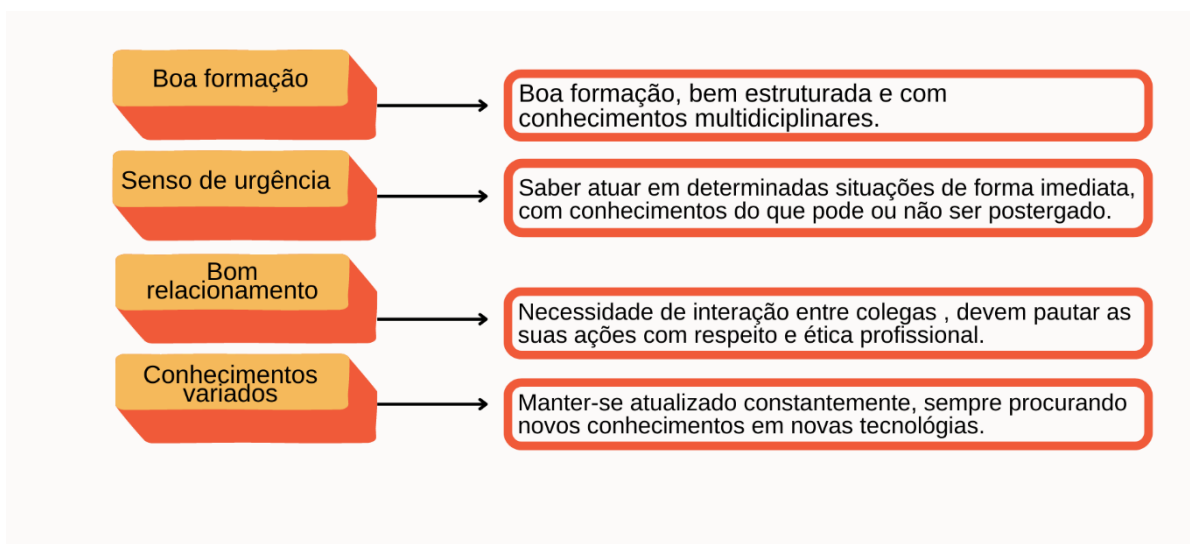 Boa formação
Boa formação, bem estruturada e com
conhecimentos multidiciplinares.
Senso de urgência
Saber atuar em determinadas situações de forma imediata,
com conhecimentos do que pode ou não ser postergado.
Bom
relacionamento
Necessidade de interação entre colegas , devem pautar as
suas ações com respeito e ética profissional.
Conhecimentos
variados
Manter-se atualizado constantemente, sempre procurando
novos conhecimentos em novas tecnológias.